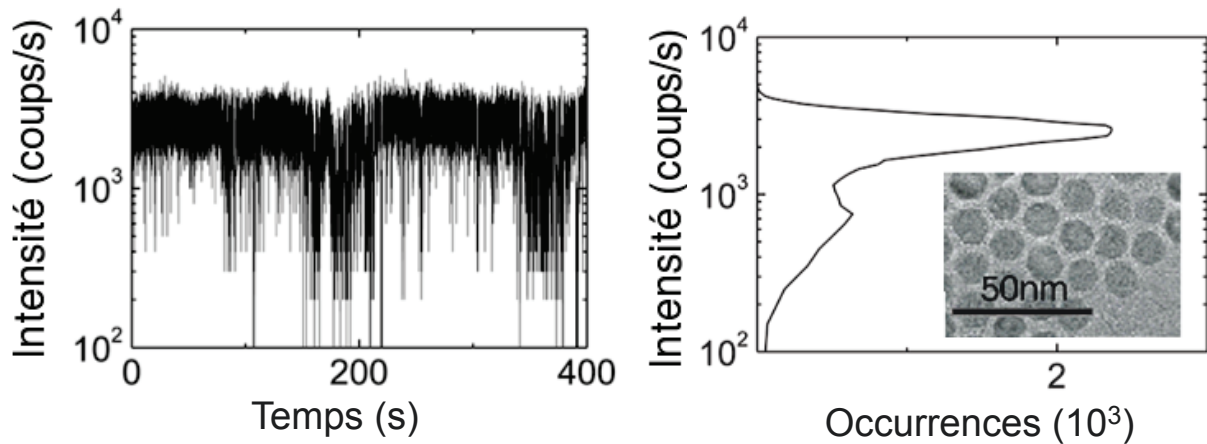 Intensité (coups/s)
10⁴
10³
10²
0
200
400
Temps (s)
Intensité (coups/s)
10⁴
10³
10²
50nm
2
Occurrences (10³)